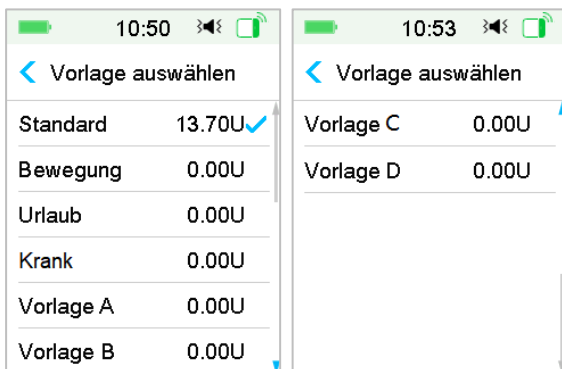 10:50
Vorlage auswählen
Standard 13.70U
Bewegung 0.00U
Urlaub 0.00U
Krank 0.00U
Vorlage A 0.00U
Vorlage B 0.00U
10:53
Vorlage auswählen
Vorlage C 0.00U
Vorlage D 0.00U